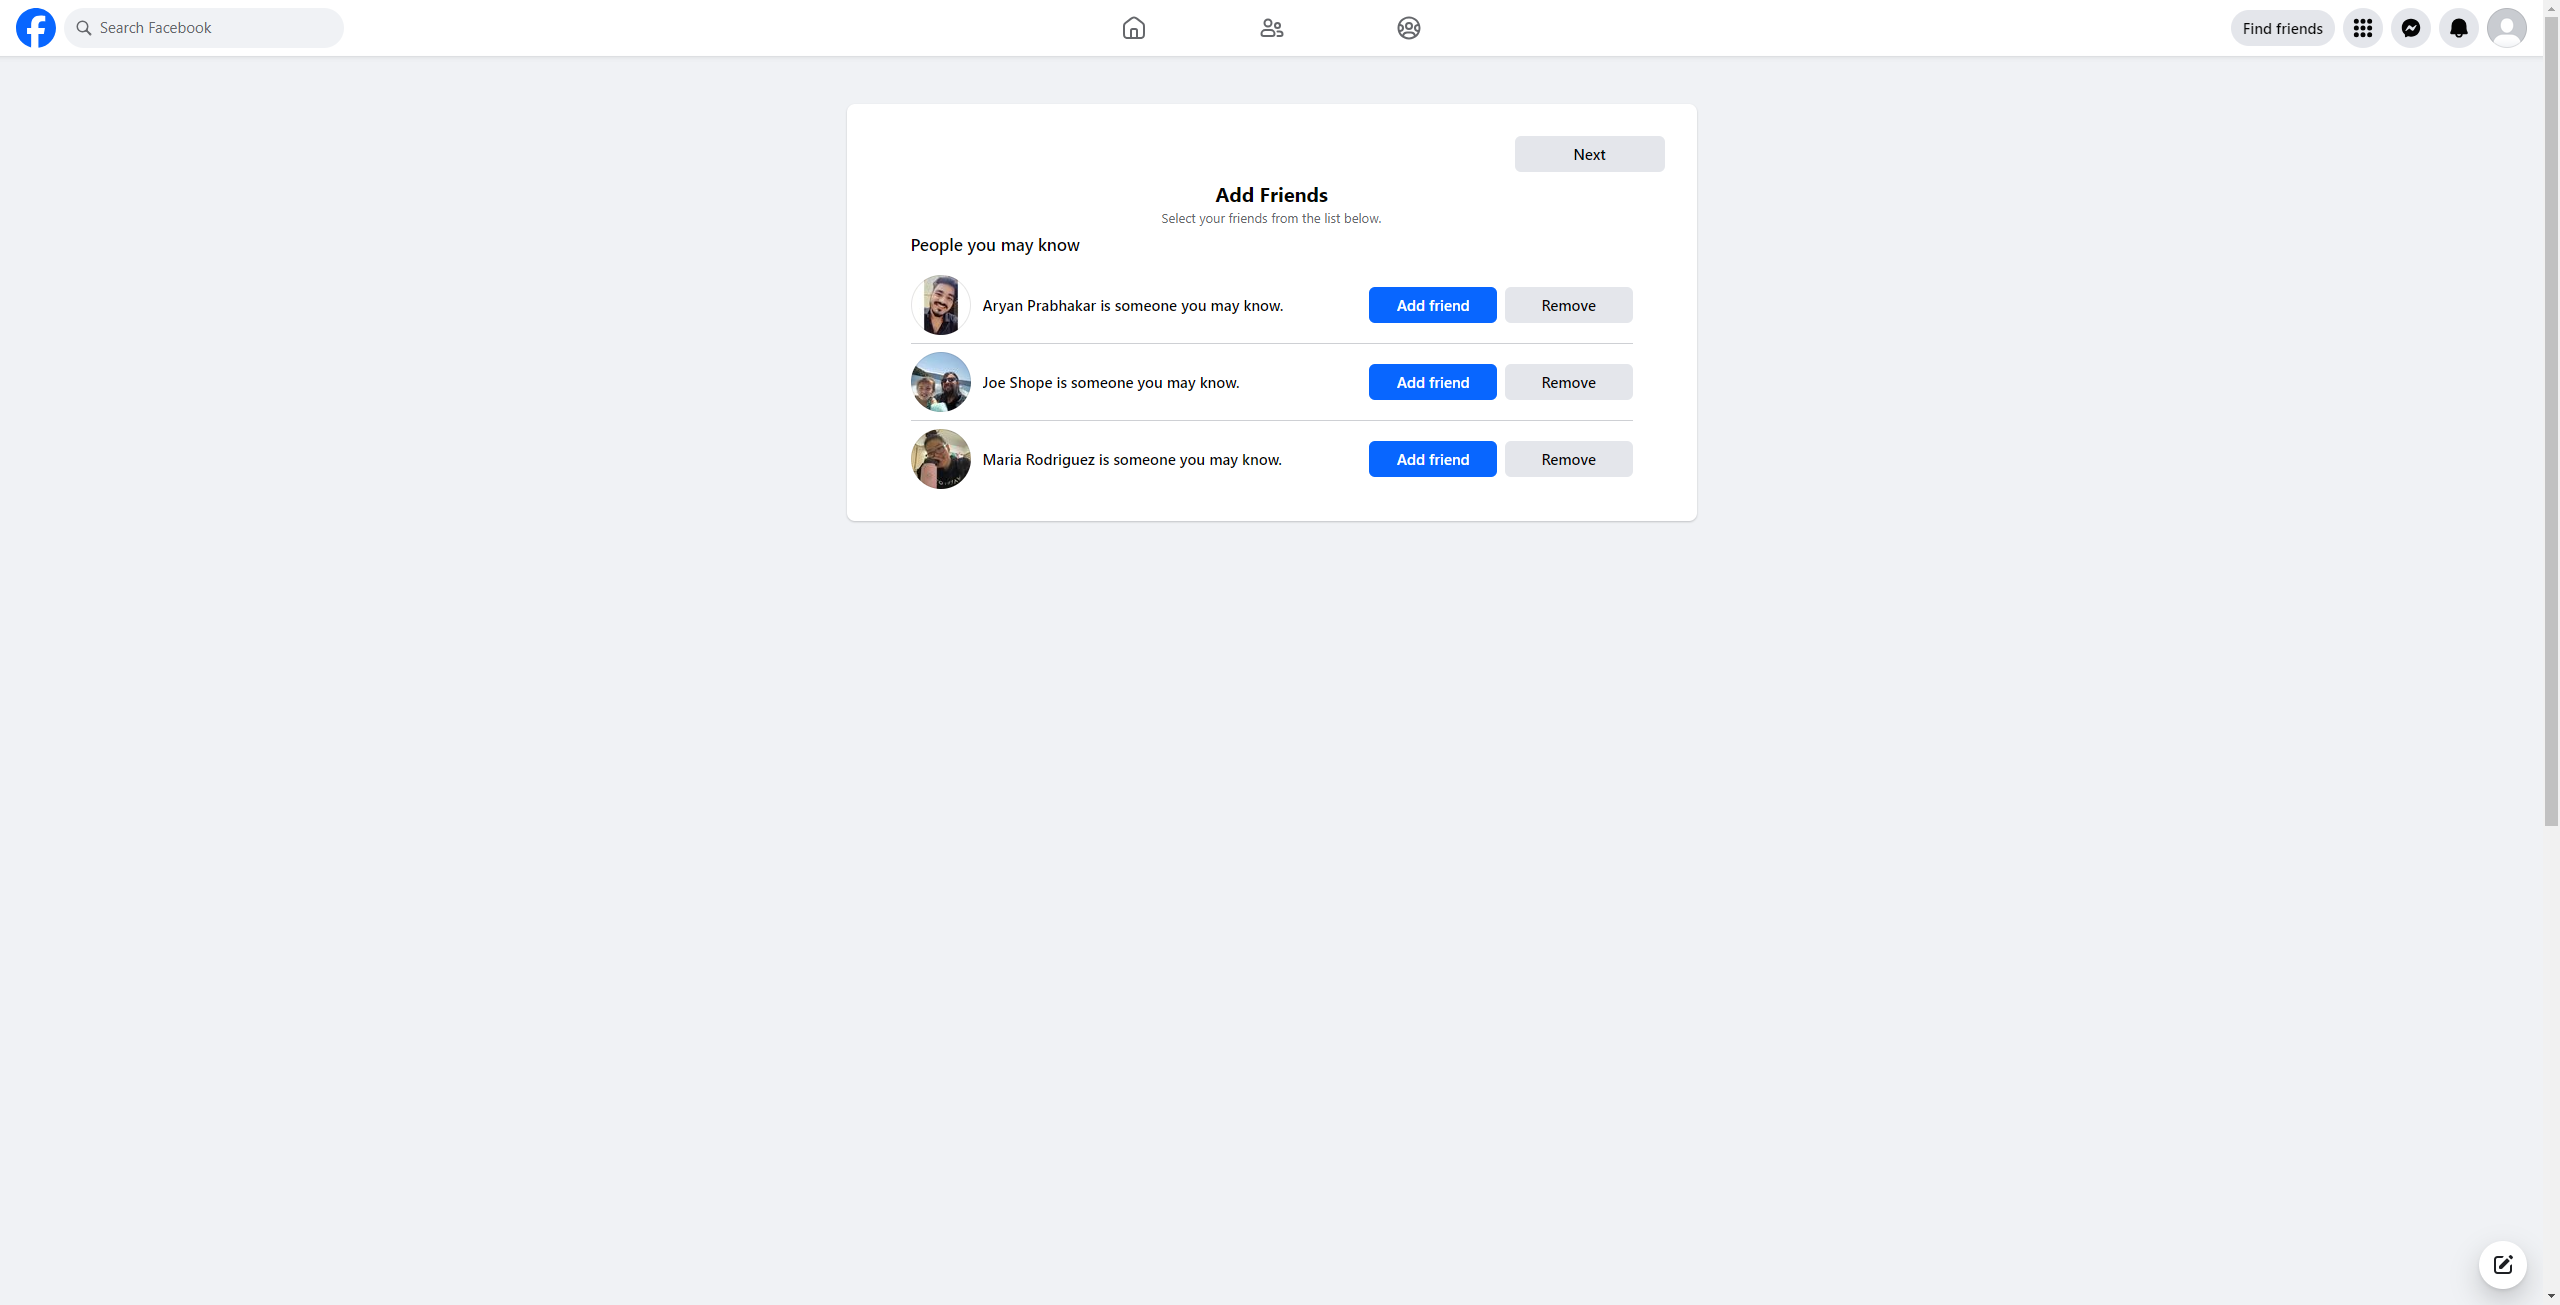 Search Facebook
Find friends
Next
Add Friends
Select your friends from the list below.
People you may know
Aryan Prabhakar is someone you may know.
Add friend
Remove
Joe Shope is someone you may know.
Add friend
Remove
Maria Rodriguez is someone you may know.
Add friend
Remove